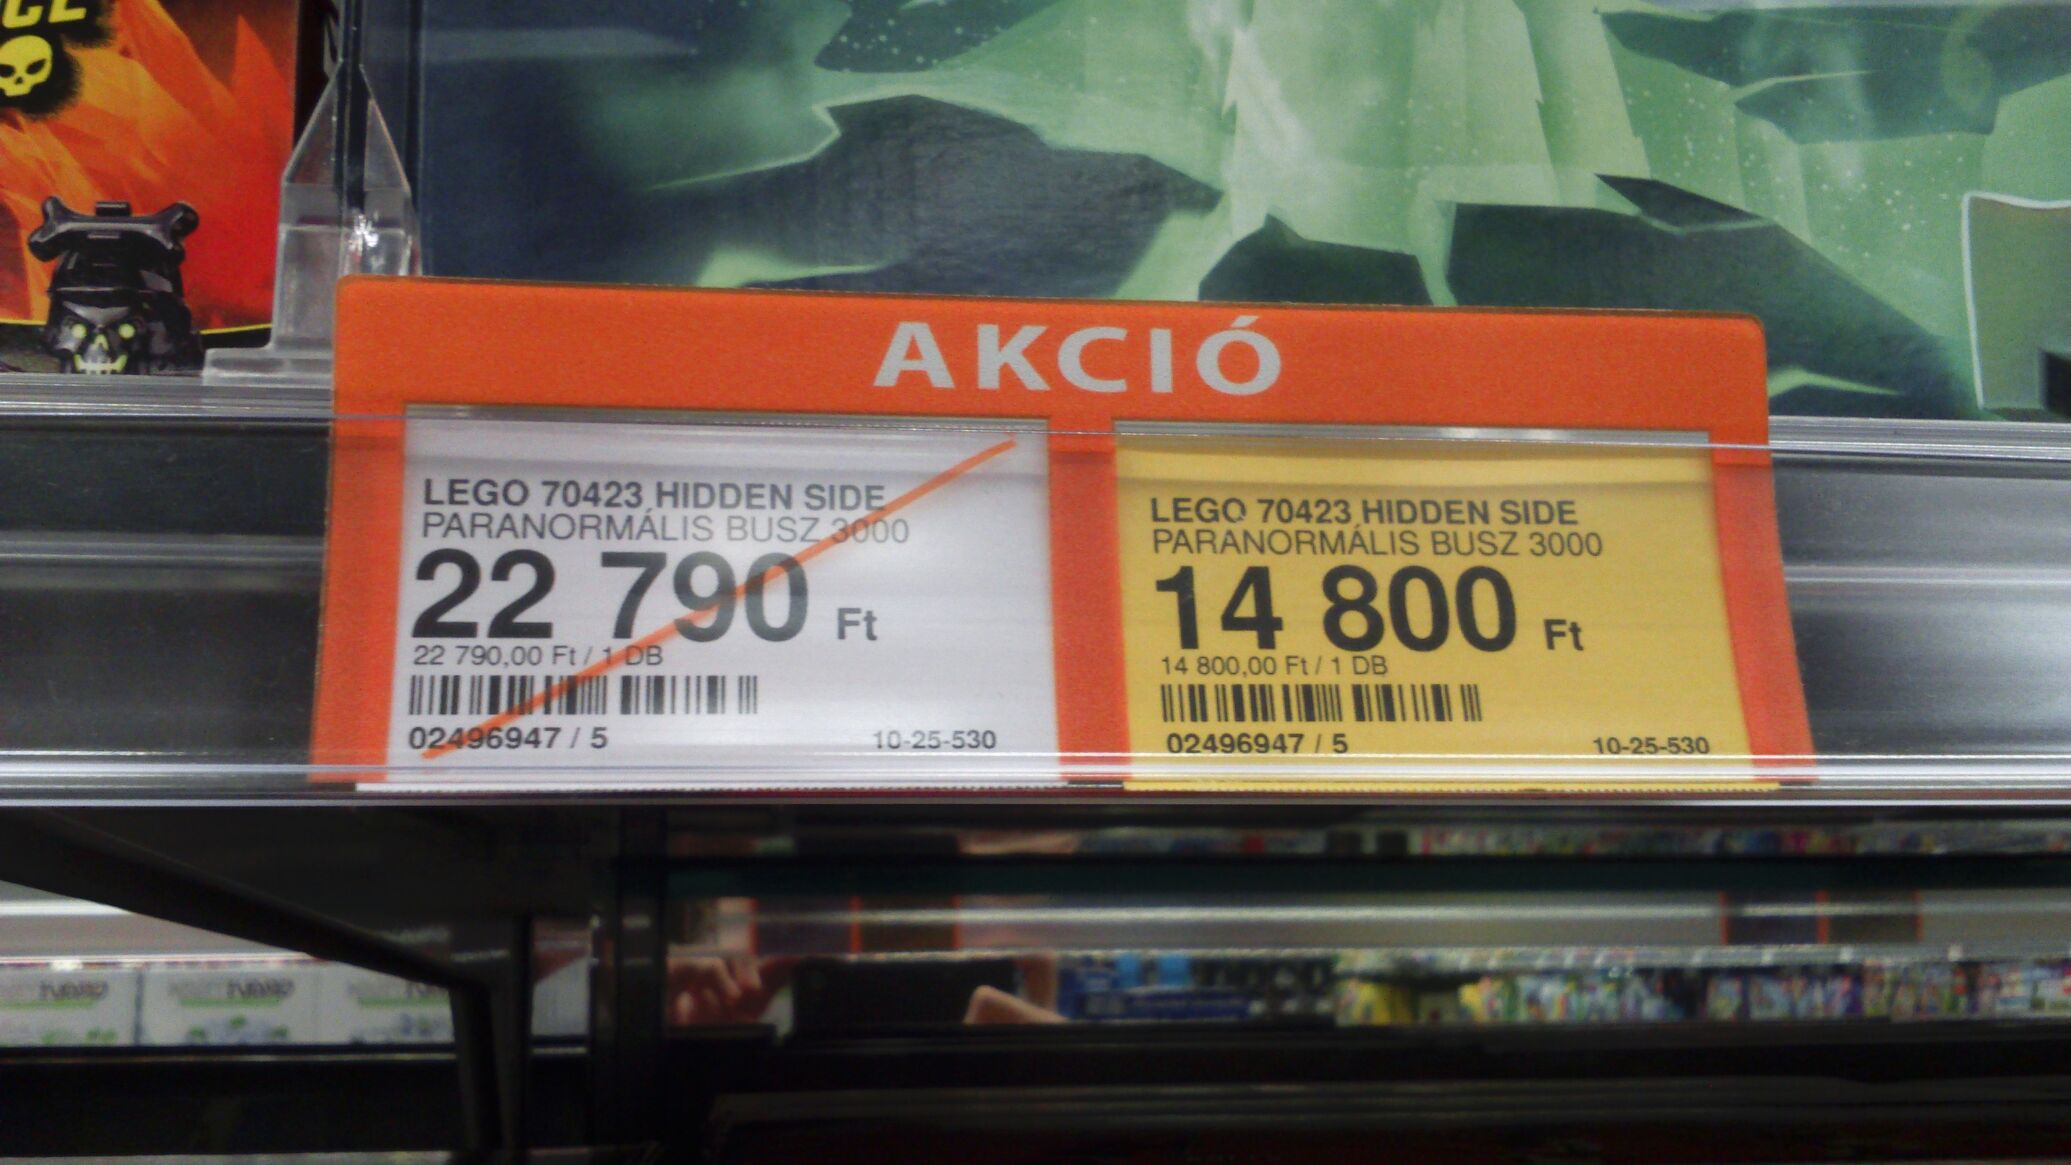 AKCIÓ
LEGO 70423 HIDDEN SIDE
PARANORMÁLIS BUSZ 3000
22 790 Ft
22 790,00 Ft / 1 DB
02496947 / 5 10-25-530
LEGO 70423 HIDDEN SIDE
PARANORMÁLIS BUSZ 3000
14 800 Ft
14 800,00 Ft / 1 DB
02496947 / 5 10-25-530